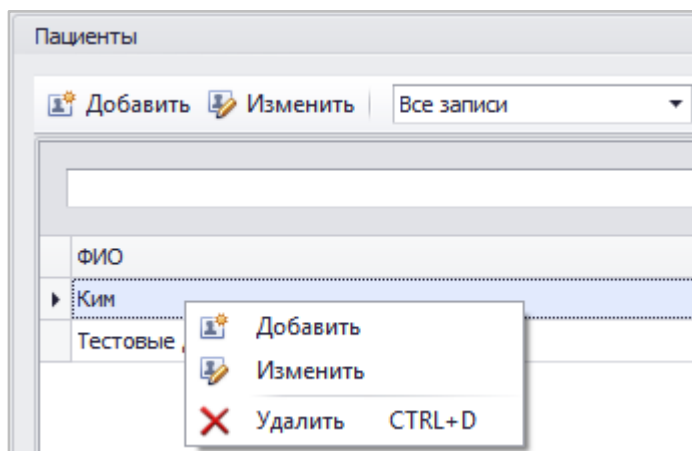 Пациенты
Добавить Изменить Все записи
ФИО
Ким
Тестовые
Добавить
Изменить
Удалить CTRL+D